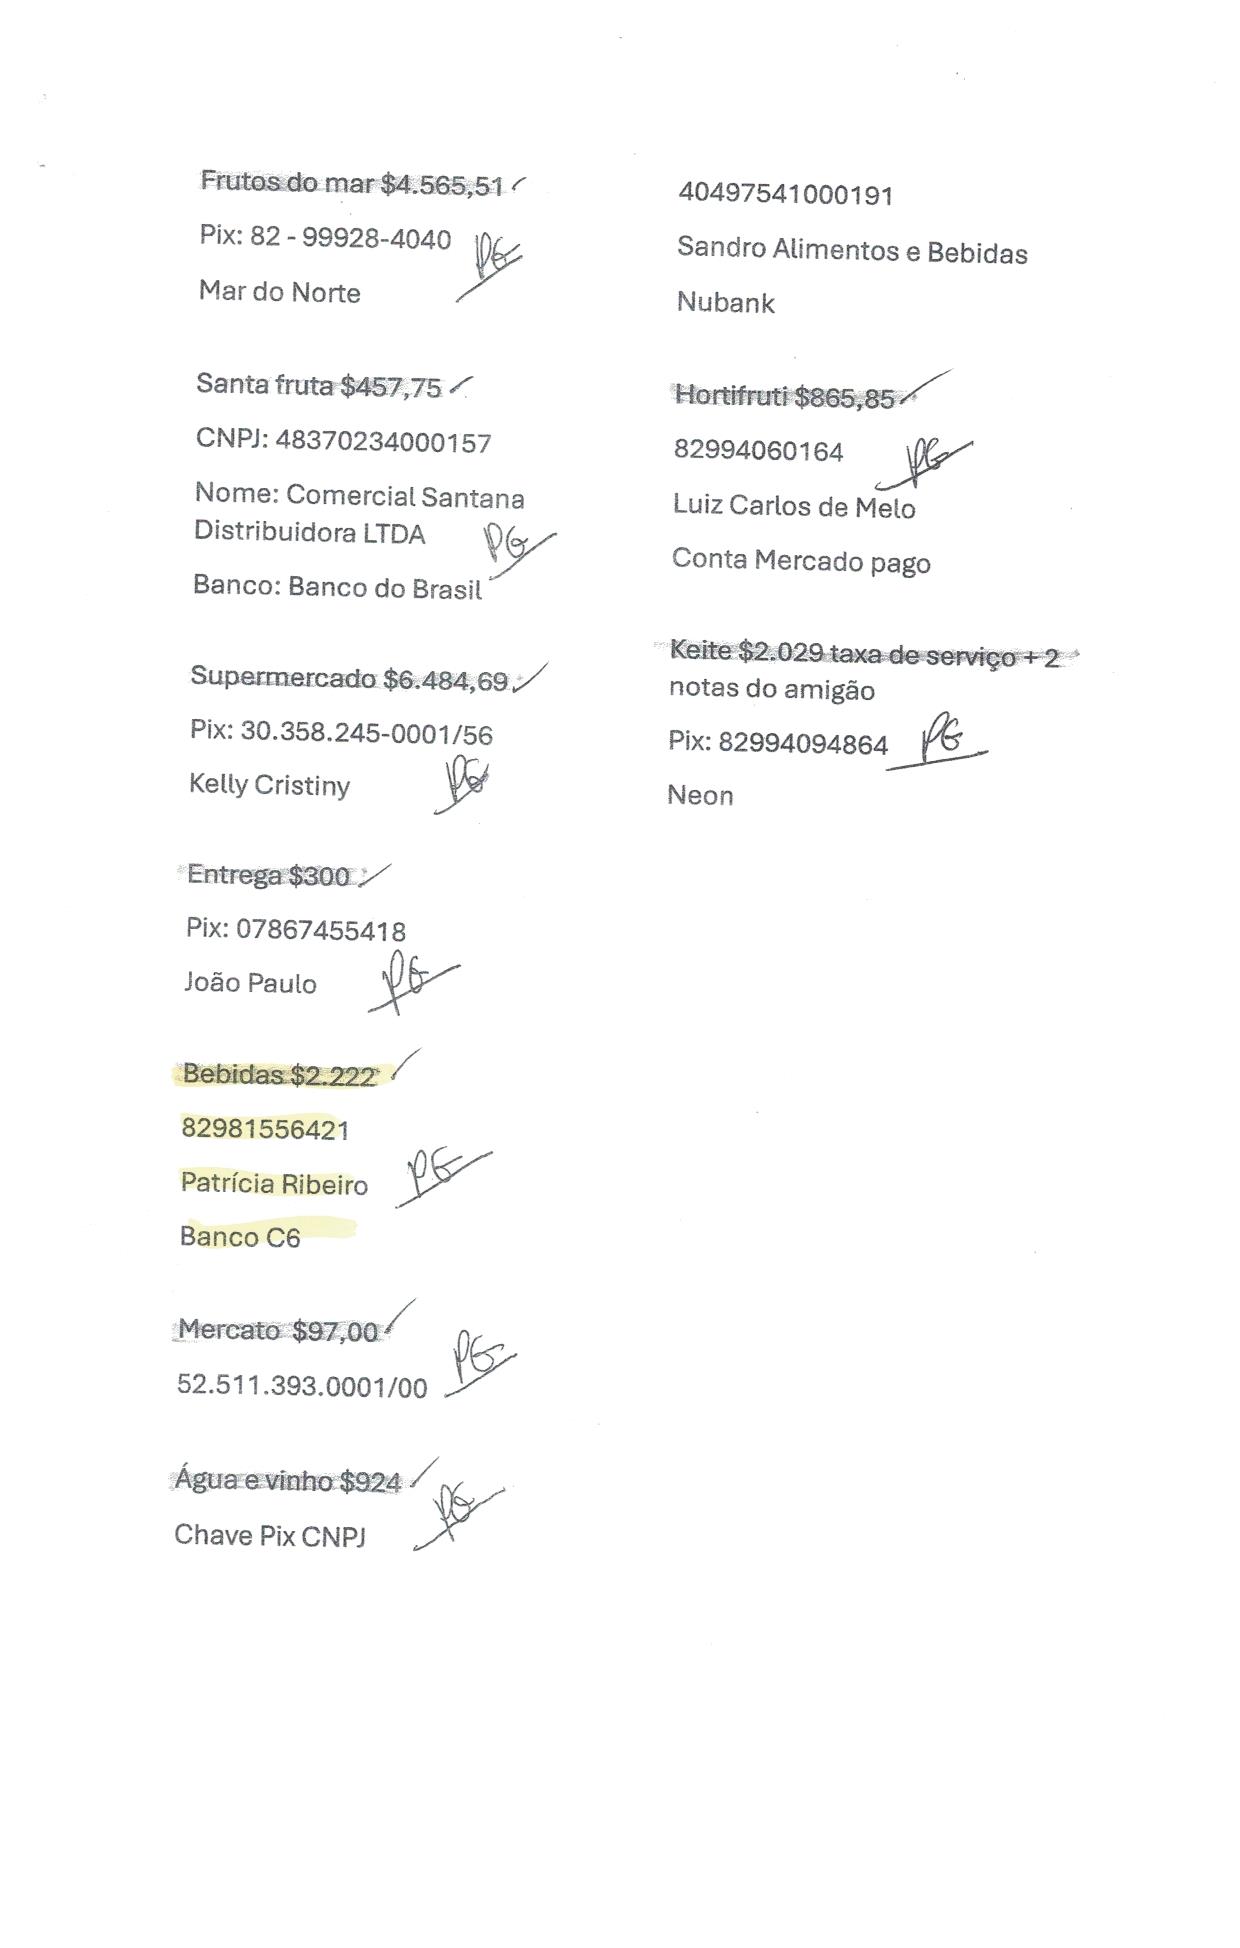 Frutos do mar $4.565,51
Pix: 82 - 99928-4040
PG
Mar do Norte
Santa fruta $457,75
CNPJ: 48370234000157
Nome: Comercial Santana
Distribuidora LTDA
PG
Banco: Banco do Brasil
Supermercado $6.484,69
Pix: 30.358.245-0001/56
Kelly Cristiny
PG
Entrega $300
Pix: 07867455418
João Paulo
PG
Bebidas $2.222
82981556421
Patrícia Ribeiro
PG
Banco C6
Mercato $97,00
PG
52.511.393.0001/00
Água e vinho $924
PG
Chave Pix CNPJ
40497541000191
Sandro Alimentos e Bebidas
Nubank
Hortifruti $865,85
82994060164
PG
Luiz Carlos de Melo
Conta Mercado pago
Keite $2.029 taxa de serviço + 2
notas do amigão
Pix: 82994094864
PG
Neon